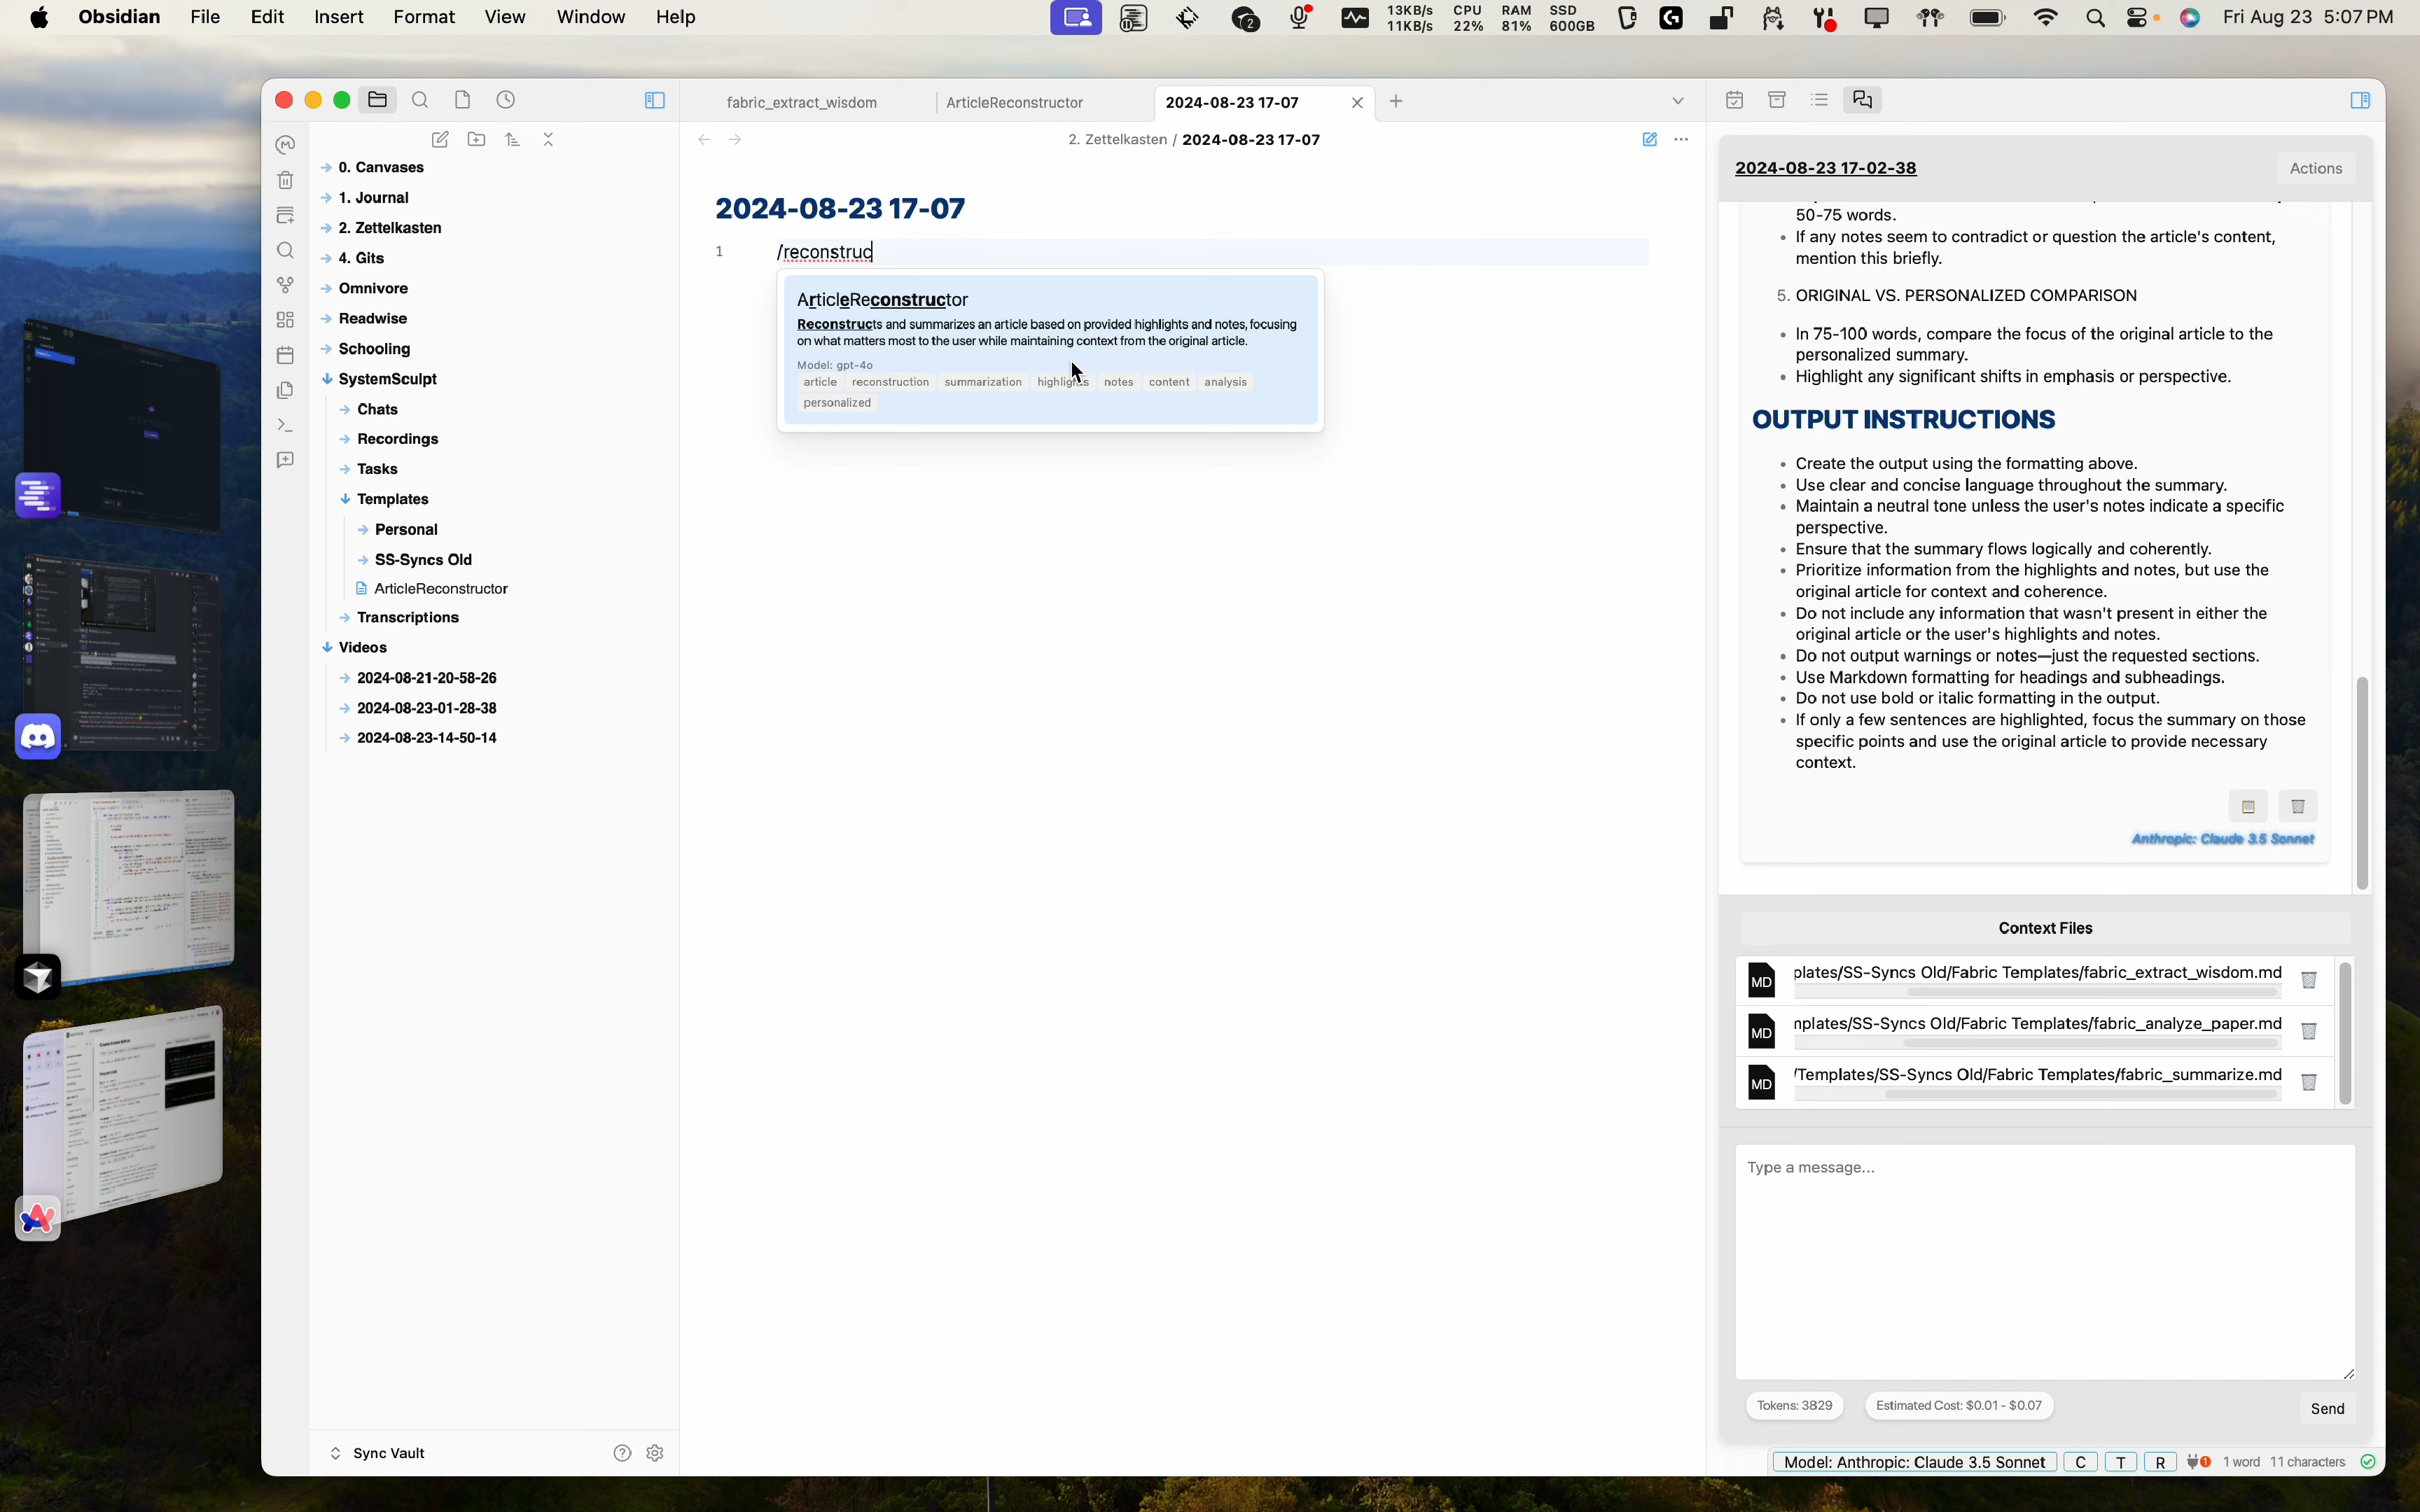 Obsidian File Edit Insert Format View Window Help
2
13KB/s
11KB/s
CPU
22%
RAM
81%
SSD
600GB
Fri Aug 23 5:07 PM
0. Canvases
1. Journal
2. Zettelkasten
4. Gits
Omnivore
Readwise
Schooling
SystemSculpt
Chats
Recordings
Tasks
Templates
Personal
SS-Syncs Old
ArticleReconstructor
Transcriptions
Videos
2024-08-21-20-58-26
2024-08-23-01-28-38
2024-08-23-14-50-14
Sync Vault
fabric_extract_wisdom
ArticleReconstructor
2024-08-23 17-07
2. Zettelkasten / 2024-08-23 17-07
2024-08-23 17-07
1 /reconstruc
ArticleReconstructor
Reconstructs and summarizes an article based on provided highlights and notes, focusing
on what matters most to the user while maintaining context from the original article.
Model: gpt-4o
article reconstruction summarization highlights notes content analysis
personalized
2024-08-23 17-02-38
Actions
50-75 words.
If any notes seem to contradict or question the article's content,
mention this briefly.
5. ORIGINAL VS. PERSONALIZED COMPARISON
In 75-100 words, compare the focus of the original article to the
personalized summary.
Highlight any significant shifts in emphasis or perspective.
OUTPUT INSTRUCTIONS
Create the output using the formatting above.
Use clear and concise language throughout the summary.
Maintain a neutral tone unless the user's notes indicate a specific
perspective.
Ensure that the summary flows logically and coherently.
Prioritize information from the highlights and notes, but use the
original article for context and coherence.
Do not include any information that wasn't present in either the
original article or the user's highlights and notes.
Do not output warnings or notes—just the requested sections.
Use Markdown formatting for headings and subheadings.
Do not use bold or italic formatting in the output.
If only a few sentences are highlighted, focus the summary on those
specific points and use the original article to provide necessary
context.
Anthropic: Claude 3.5 Sonnet
Context Files
MD plates/SS-Syncs Old/Fabric Templates/fabric_extract_wisdom.md
MD nplates/SS-Syncs Old/Fabric Templates/fabric_analyze_paper.md
MD /Templates/SS-Syncs Old/Fabric Templates/fabric_summarize.md
Type a message...
Tokens: 3829
Estimated Cost: $0.01 - $0.07
Send
Model: Anthropic: Claude 3.5 Sonnet C T R 1 1 word 11 characters